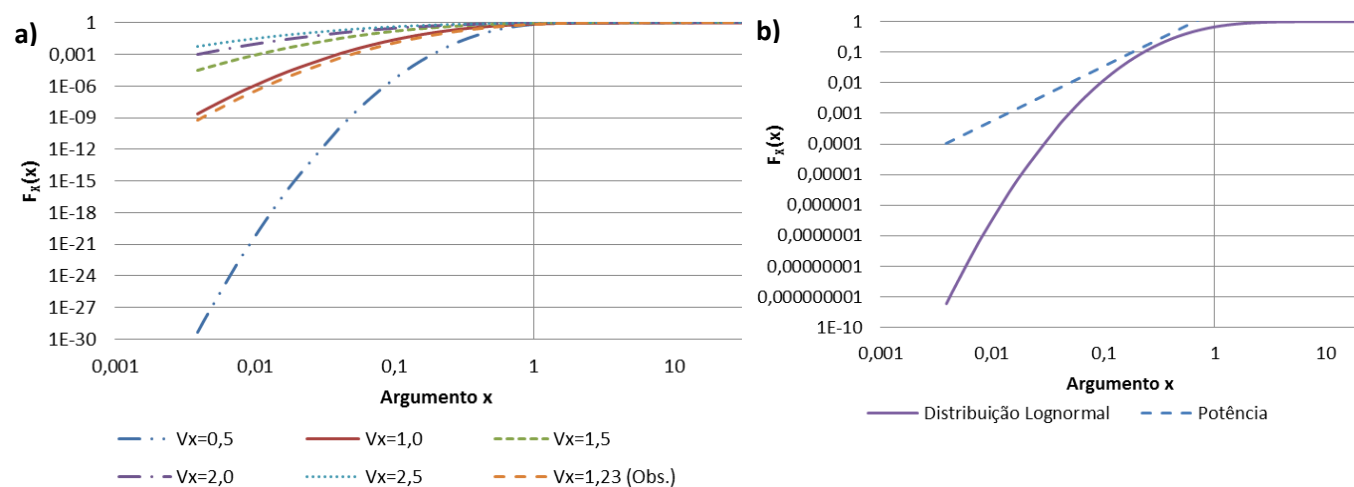 a)
1
0,001
1E-06
1E-09
1E-12
1E-15
1E-18
1E-21
1E-24
1E-27
1E-30
Fχ(x)
0,001
0,01
0,1
1
10
Argumento x
Vx=0,5
Vx=1,0
Vx=1,5
Vx=2,0
Vx=2,5
Vx=1,23 (Obs.)
b)
1
0,1
0,01
0,001
0,0001
0,00001
0,000001
0,0000001
0,00000001
0,000000001
1E-10
Fχ(x)
0,001
0,01
0,1
1
10
Argumento x
Distribuição Lognormal
Potência